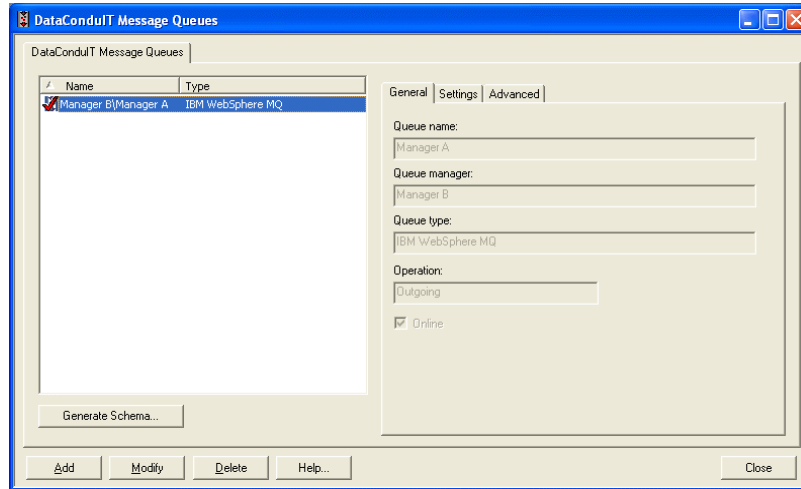 DataConduIT Message Queues
DataConduIT Message Queues
Name Type
Manager B\Manager A IBM WebSphere MQ
General Settings Advanced
Queue name:
Manager A
Queue manager:
Manager B
Queue type:
IBM WebSphere MQ
Operation:
Outgoing
Online
Generate Schema...
Add Modify Delete Help... Close